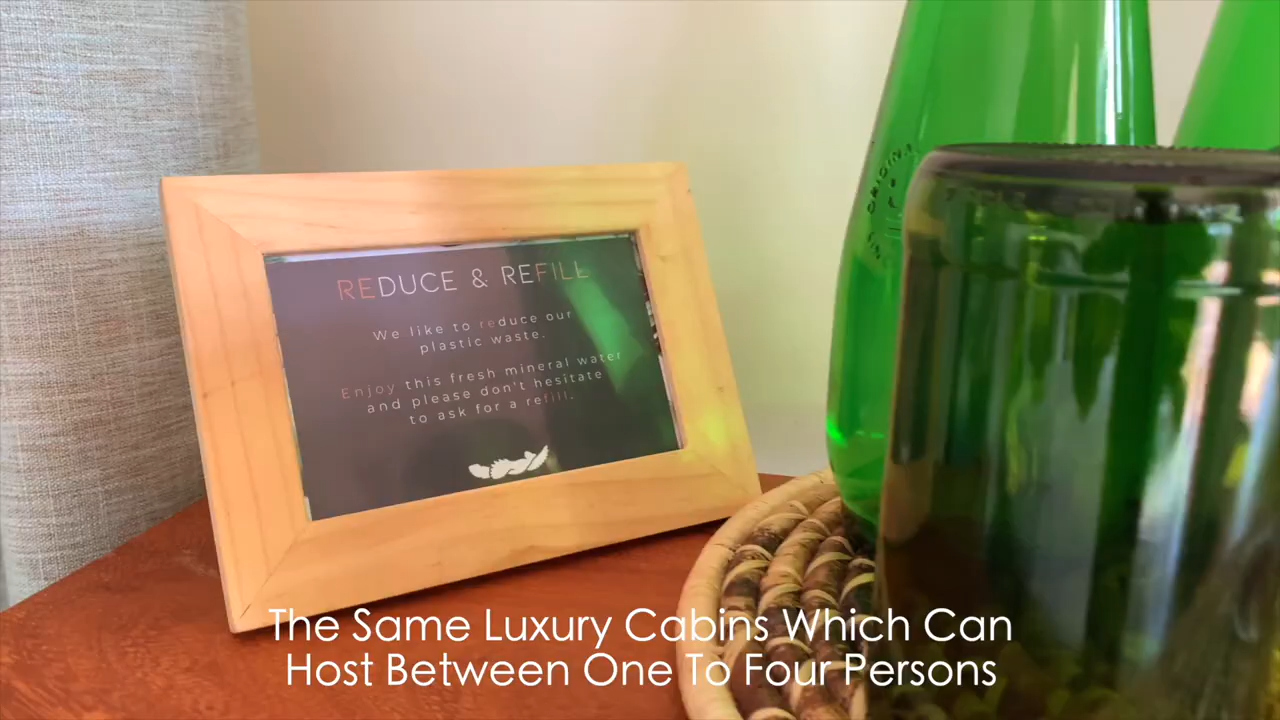 REDUCE & REFILL
We like to reduce our
plastic waste.
Enjoy this fresh mineral water
and please don't hesitate
to ask for a refill.
ORIGINAL
The Same Luxury Cabins Which Can
Host Between One To Four Persons